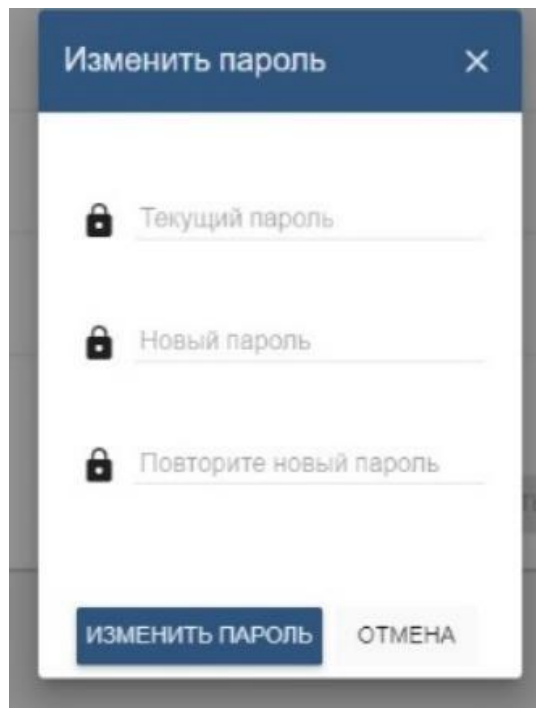 Изменить пароль
Текущий пароль
Новый пароль
Повторите новый пароль
ИЗМЕНИТЬ ПАРОЛЬ ОТМЕНА